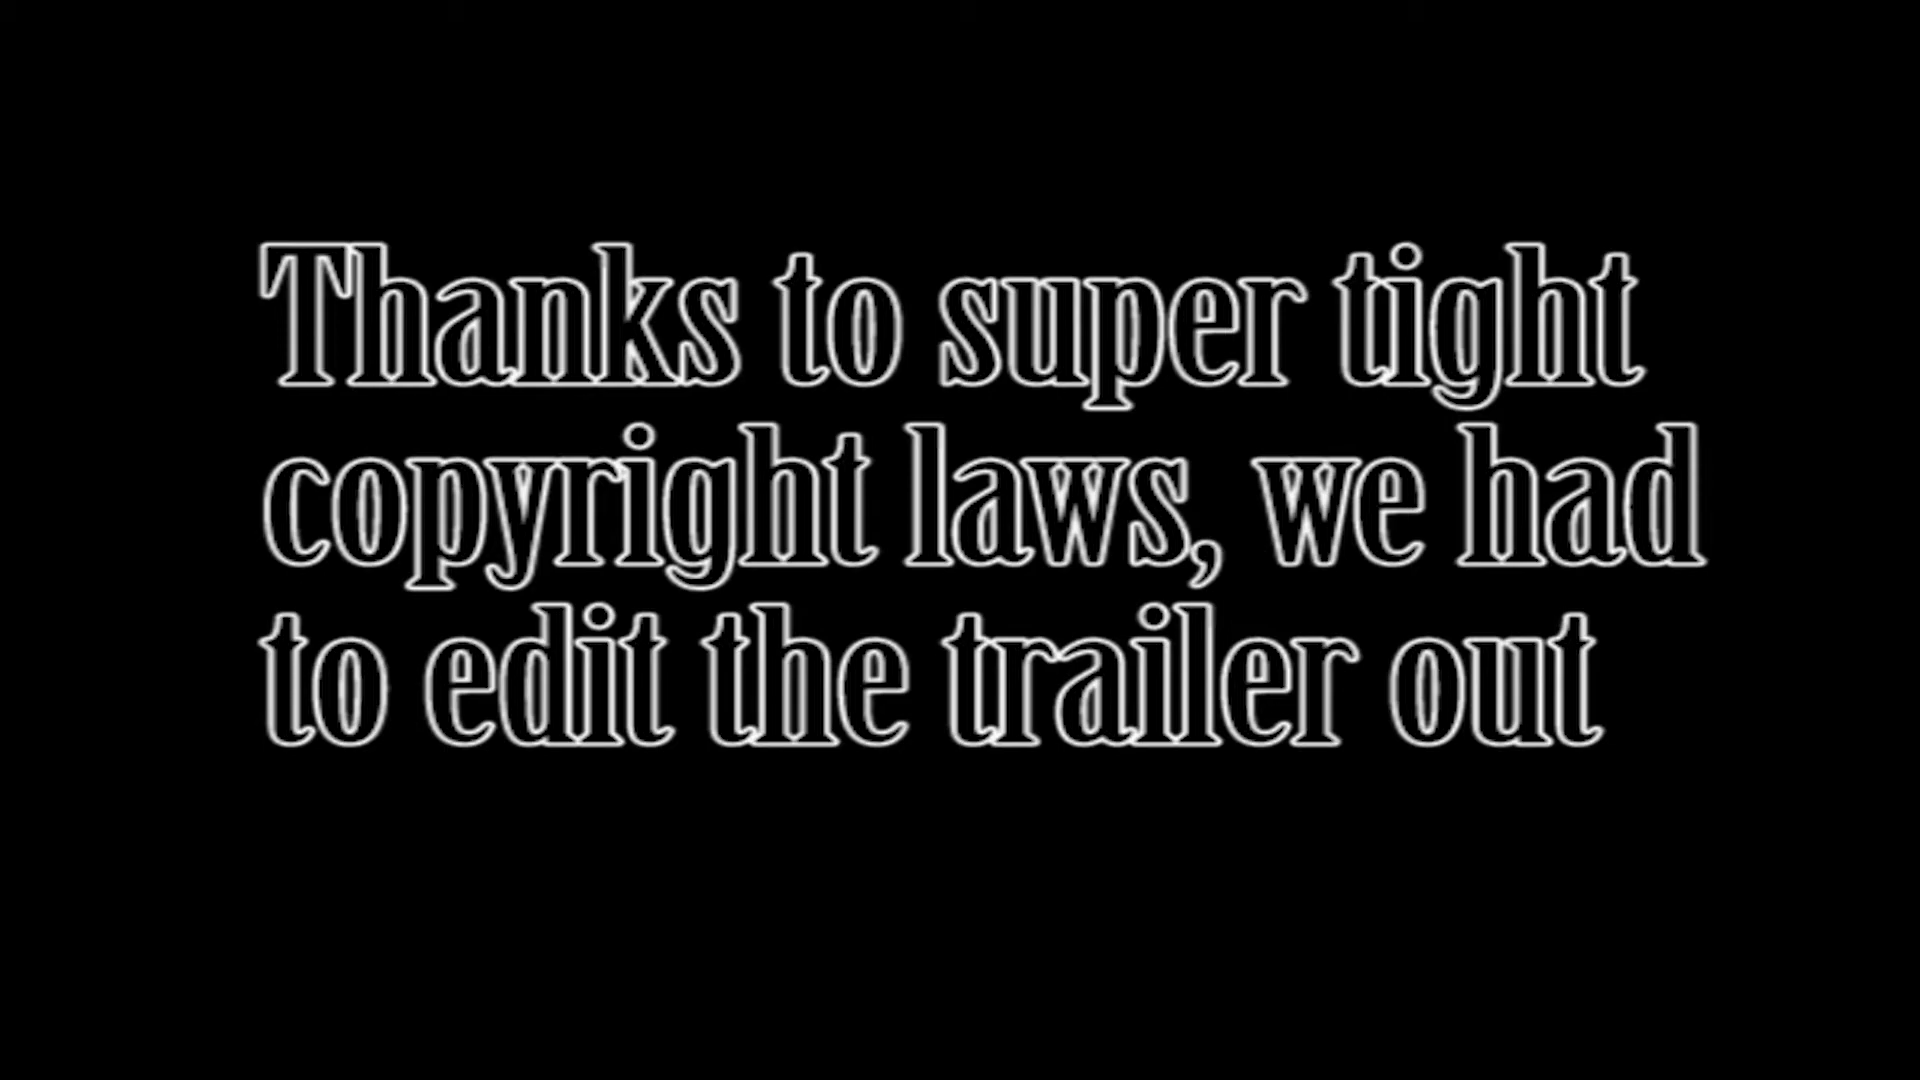 Thanks to super tight
copyright laws, we had
to edit the trailer out